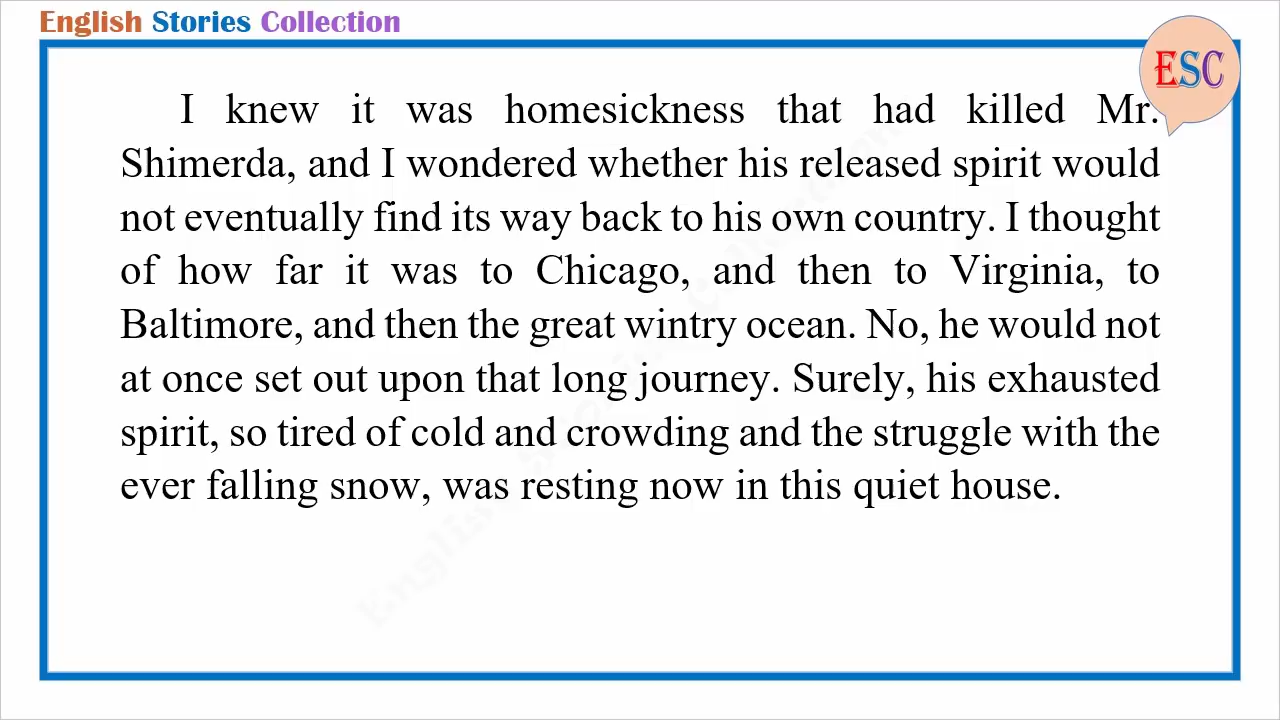 English Stories Collection
ESC
I knew it was homesickness that had killed Mr.
Shimerda, and I wondered whether his released spirit would
not eventually find its way back to his own country. I thought
of how far it was to Chicago, and then to Virginia, to
Baltimore, and then the great wintry ocean. No, he would not
at once set out upon that long journey. Surely, his exhausted
spirit, so tired of cold and crowding and the struggle with the
ever falling snow, was resting now in this quiet house.